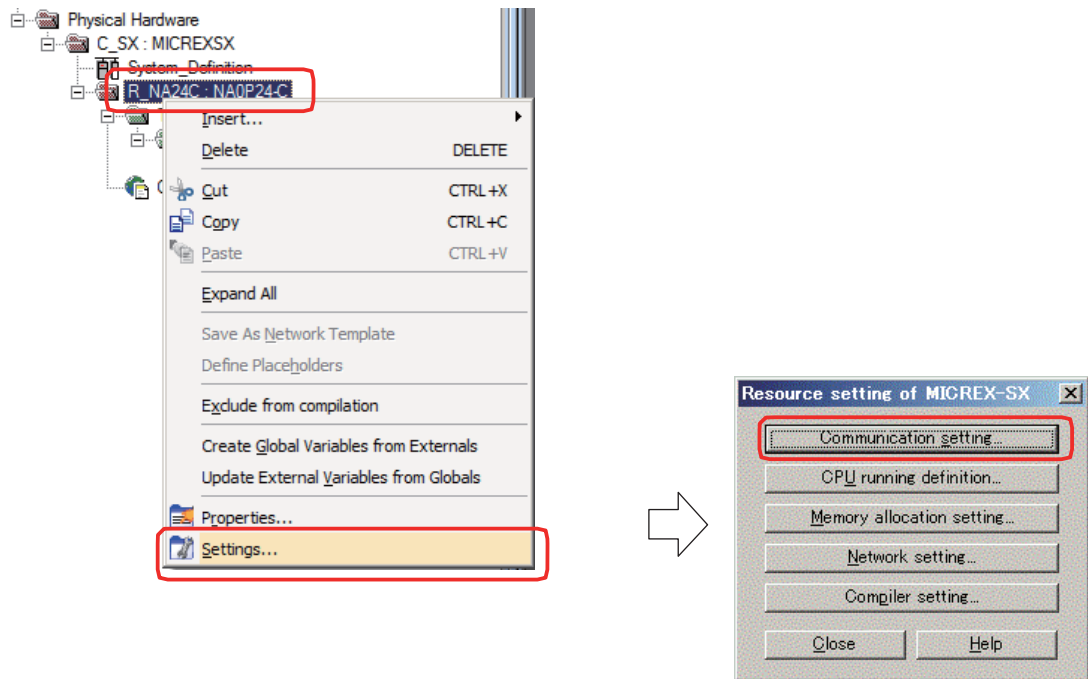 Physical Hardware
C_SX : MICREXSX
System_Definition
R_NA24C : NA0P24-C
Insert...
Delete DELETE
Cut CTRL+X
Copy CTRL+C
Paste CTRL+V
Expand All
Save As Network Template
Define Placeholders
Exclude from compilation
Create Global Variables from Externals
Update External Variables from Globals
Properties...
Settings...
Resource setting of MICREX-SX
Communication setting...
CPU running definition...
Memory allocation setting...
Network setting...
Compiler setting...
Close Help